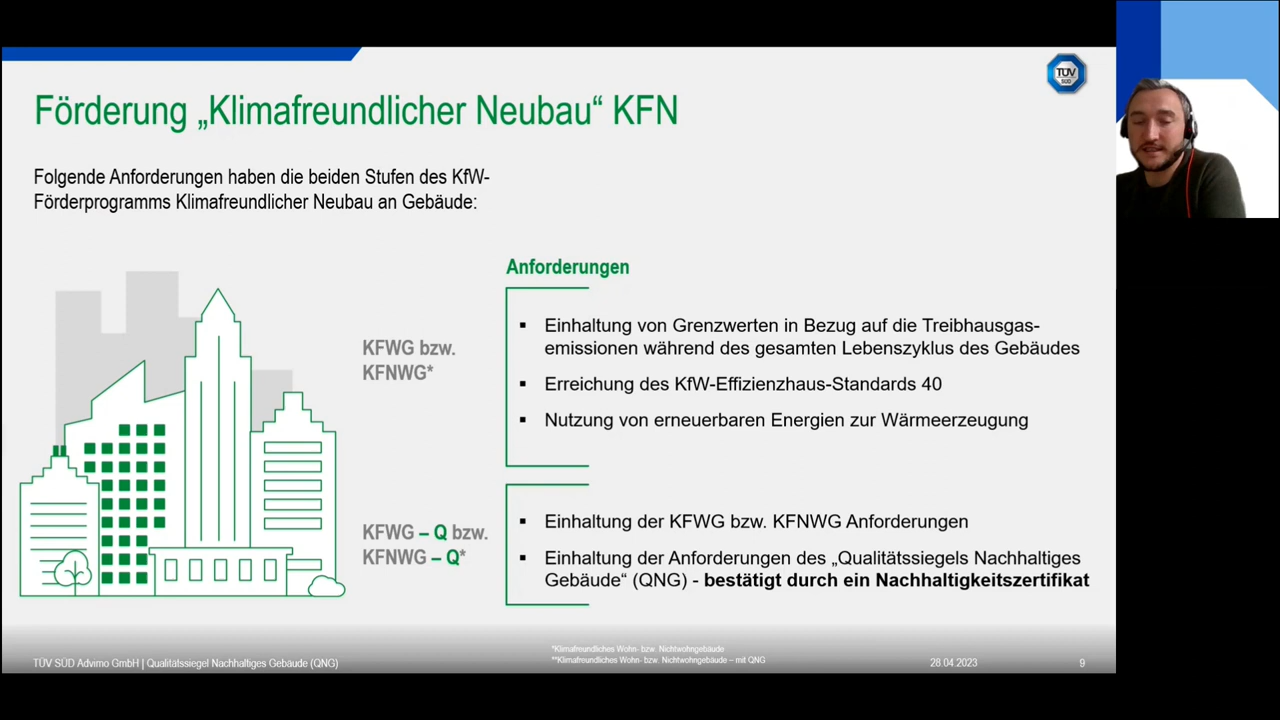 TÜV
SÜD
Förderung „Klimafreundlicher Neubau“ KFN
Folgende Anforderungen haben die beiden Stufen des KfW-
Förderprogramms Klimafreundlicher Neubau an Gebäude:
Anforderungen
KFWG bzw.
KFNWG*
▪ Einhaltung von Grenzwerten in Bezug auf die Treibhausgas-
emissionen während des gesamten Lebenszyklus des Gebäudes
▪ Erreichung des KfW-Effizienzhaus-Standards 40
▪ Nutzung von erneuerbaren Energien zur Wärmeerzeugung
KFWG – Q bzw.
KFNWG – Q*
▪ Einhaltung der KFWG bzw. KFNWG Anforderungen
▪ Einhaltung der Anforderungen des „Qualitätssiegels Nachhaltiges
Gebäude“ (QNG) - bestätigt durch ein Nachhaltigkeitszertifikat
*Klimafreundliches Wohn- bzw. Nichtwohngebäude
**Klimafreundliches Wohn- bzw. Nichtwohngebäude – mit QNG
TÜV SÜD Advimo GmbH | Qualitätssiegel Nachhaltiges Gebäude (QNG)
28.04.2023
9